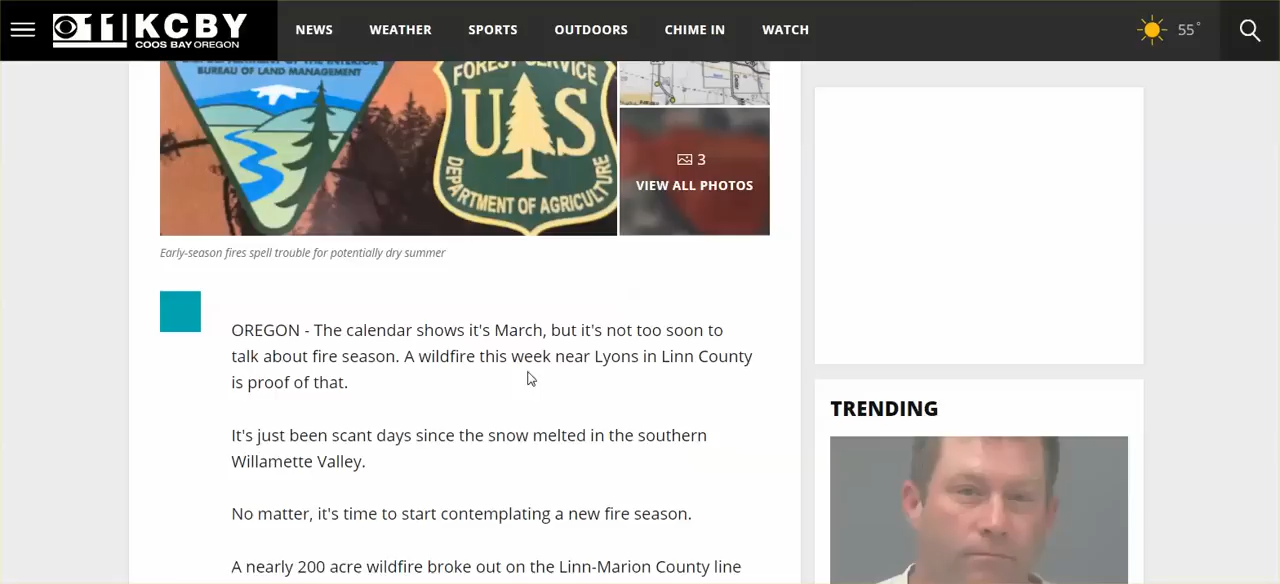 11 KCBY
COOS BAY OREGON
NEWS WEATHER SPORTS OUTDOORS CHIME IN WATCH
55°
BUREAU OF LAND MANAGEMENT
FOREST SERVICE
US
DEPARTMENT OF AGRICULTURE
3
VIEW ALL PHOTOS
Early-season fires spell trouble for potentially dry summer
OREGON - The calendar shows it's March, but it's not too soon to
talk about fire season. A wildfire this week near Lyons in Linn County
is proof of that.
It's just been scant days since the snow melted in the southern
Willamette Valley.
No matter, it's time to start contemplating a new fire season.
A nearly 200 acre wildfire broke out on the Linn-Marion County line
TRENDING